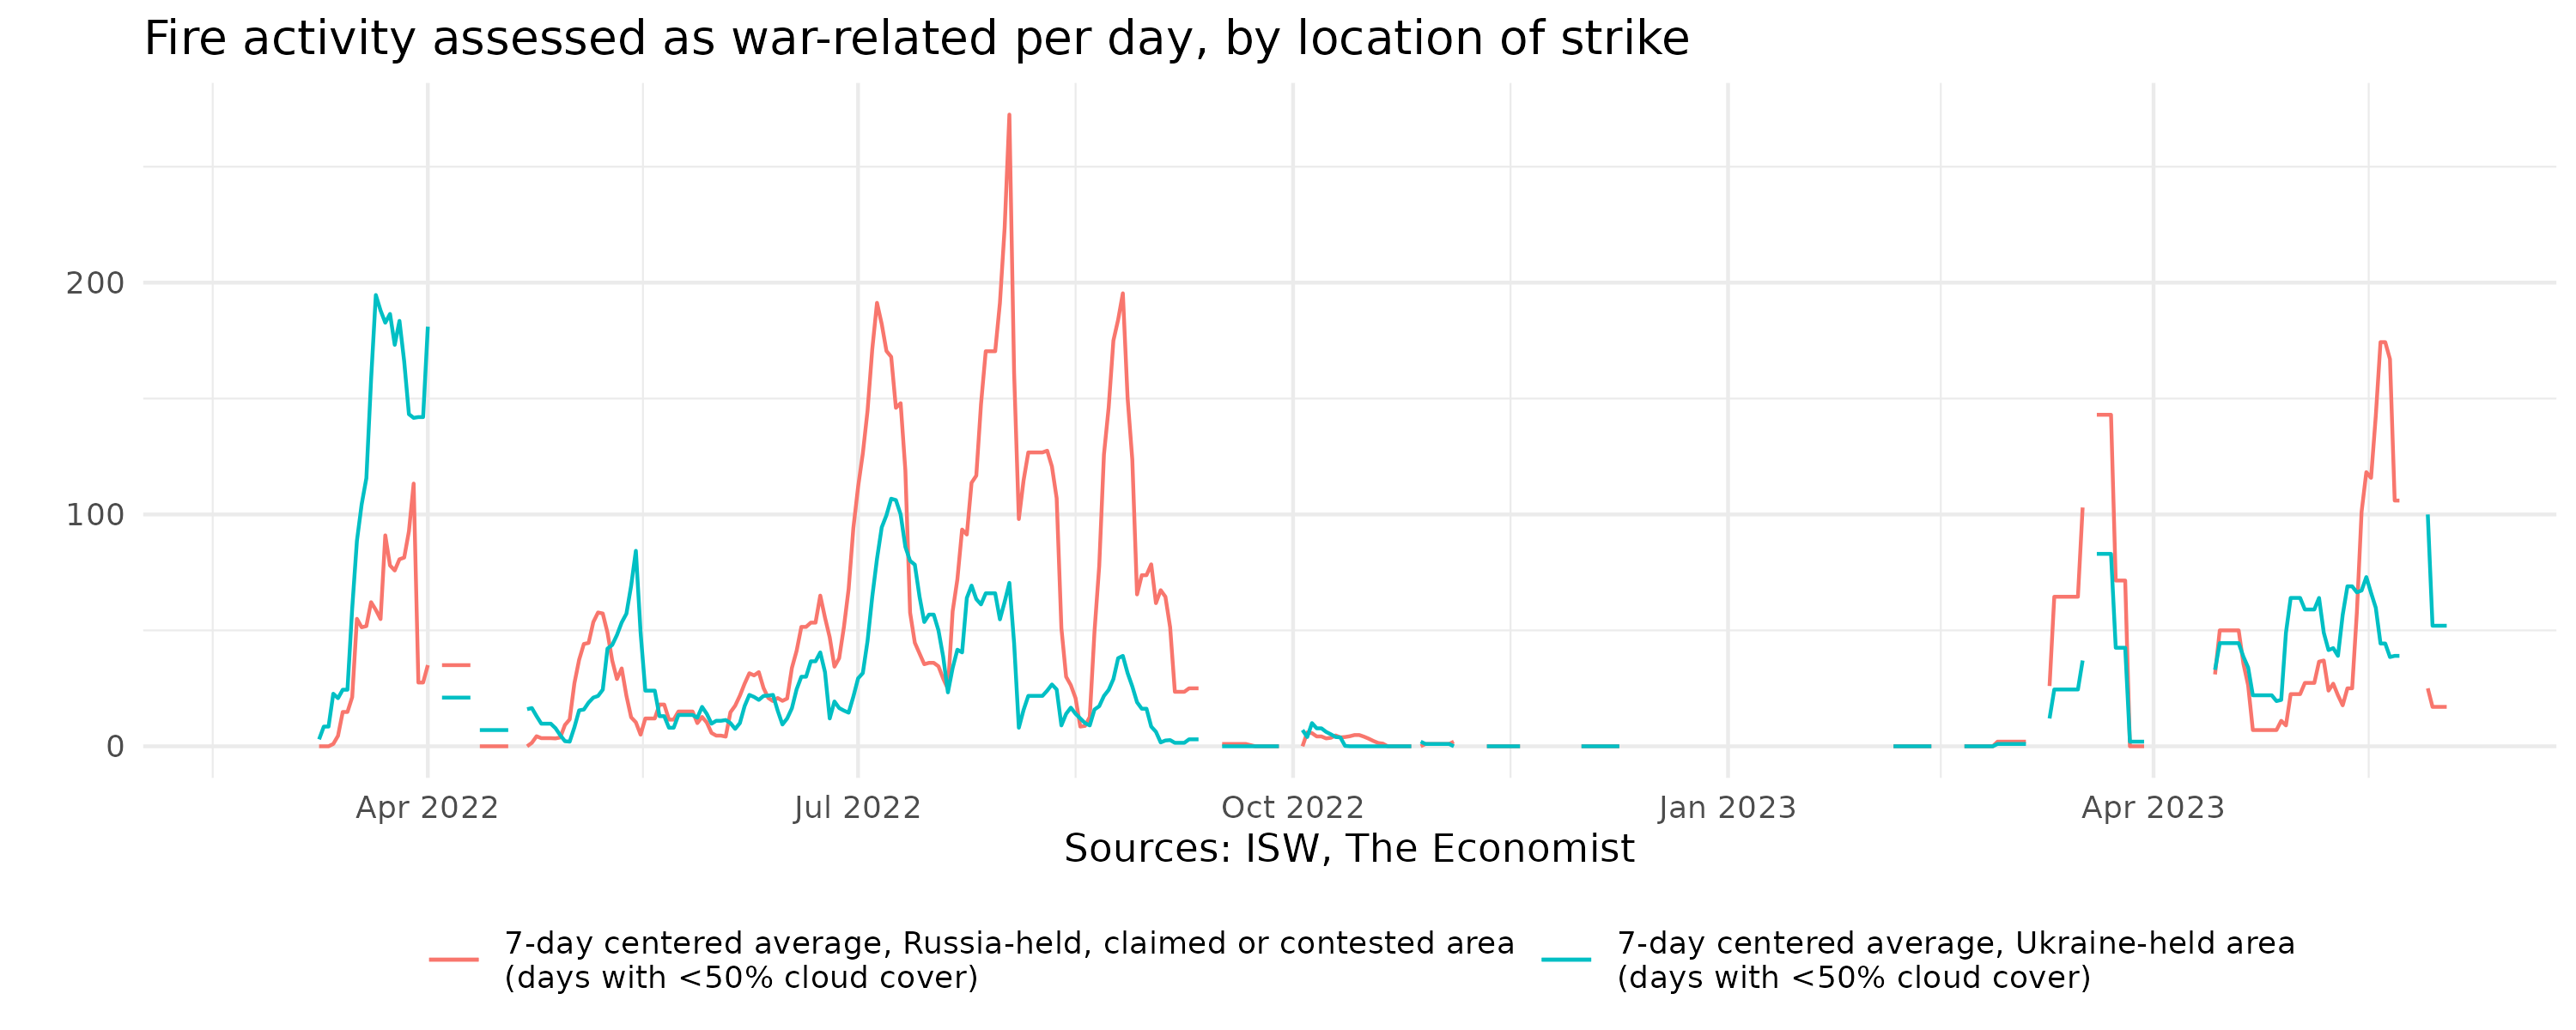 Fire activity assessed as war-related per day, by location of strike
200
100
0
Apr 2022
Jul 2022
Oct 2022
Jan 2023
Apr 2023
Sources: ISW, The Economist
7-day centered average, Russia-held, claimed or contested area
(days with <50% cloud cover)
7-day centered average, Ukraine-held area
(days with <50% cloud cover)